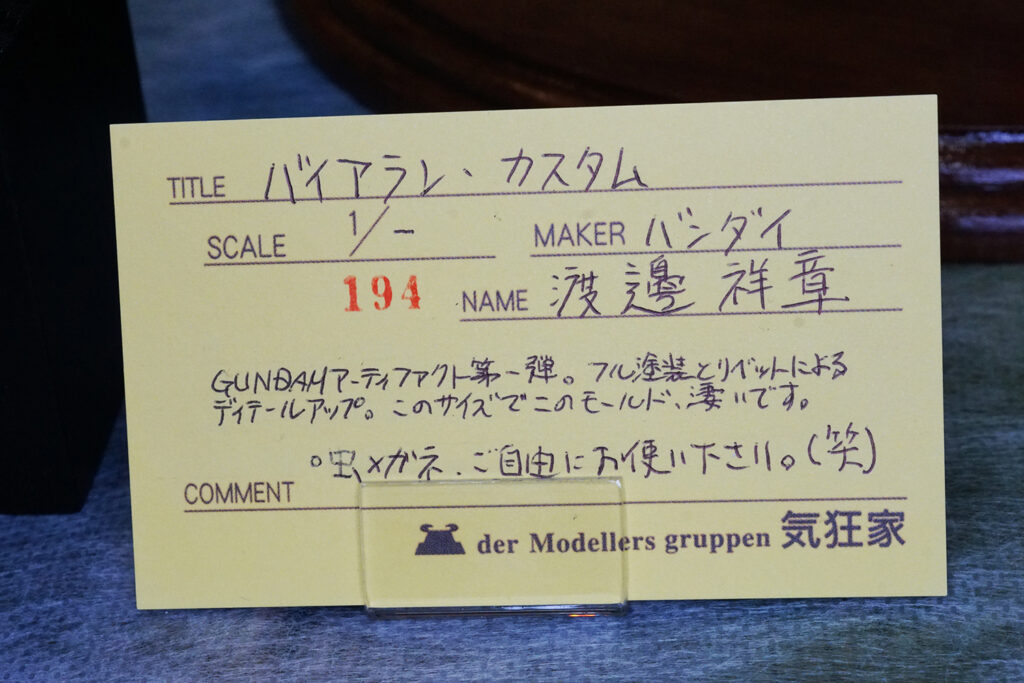 TITLE バイアラン・カスタム
SCALE 1/-
MAKER バンダイ
194
NAME 渡邊 祥章
GUNDAMアーティファクト第一弾。フル塗装とリベットによる
ディテールアップ。このサイズでこのモールド、凄いです。
。虫メガネ、ご自由にお使い下さい。(笑)
COMMENT
der Modellers gruppen 気狂家